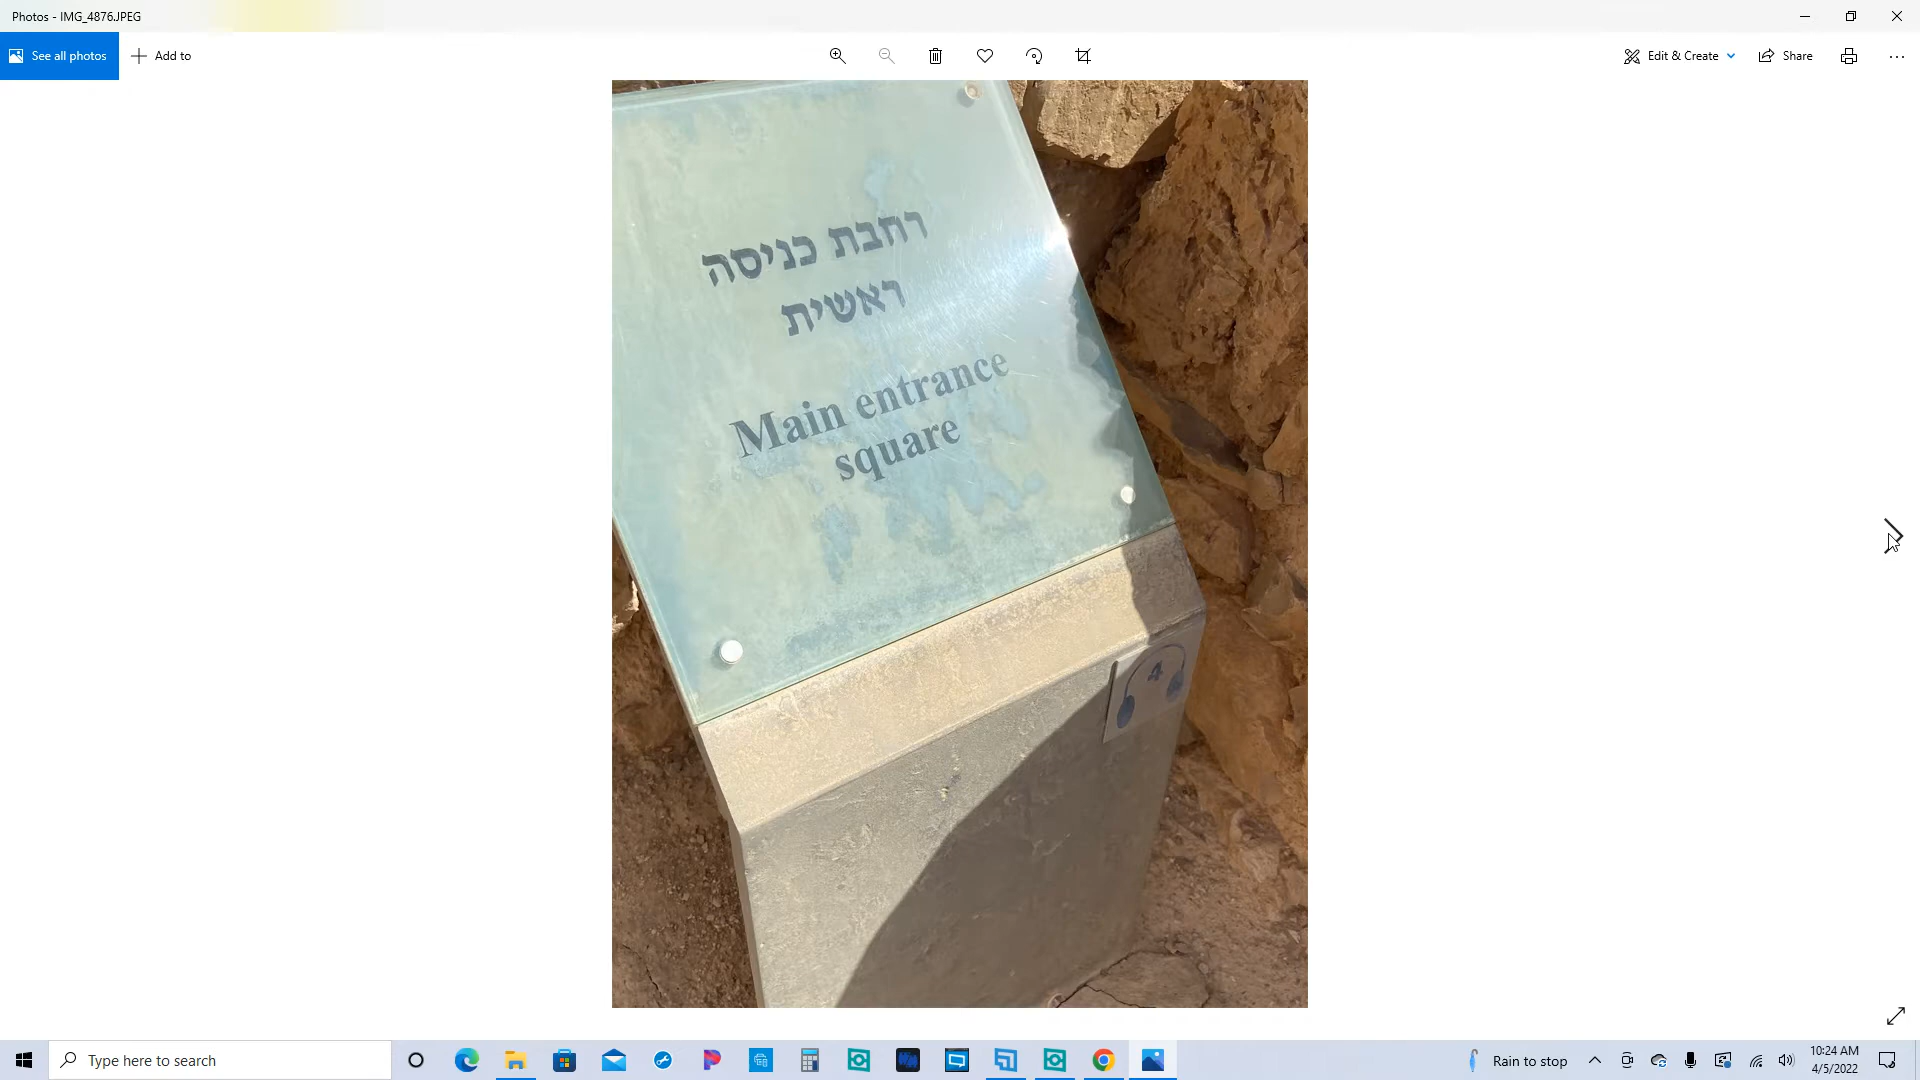 Photos - IMG_4876.JPEG
See all photos
Add to
Edit & Create
Share
רחבת כניסה
ראשית
Main entrance
square
4
Type here to search
Rain to stop
10:24 AM
4/5/2022